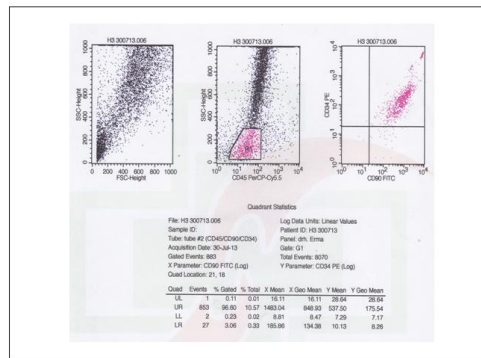 H3 300713.006
H3 300713.006
H3 300713.006
SSC-Height
0 200 400 600 800 1000
FSC-Height
0 200 400 600 800 1000
SSC-Height
0 200 400 600 800 1000
CD45 PerCP-Cy5.5
10^0 10^1 10^2 10^3 10^4
CD34 PE
10^0 10^1 10^2 10^3 10^4
CD90 FITC
10^0 10^1 10^2 10^3 10^4
Quadrant Statistics
File: H3 300713.006 Log Data Units: Linear Values
Sample ID: Patient ID: H3 300713
Tube: tube #2 (CD45/CD90/CD34) Panel: drh. Erma
Acquisition Date: 30-Jul-13 Gate: G1
Gated Events: 883 Total Events: 8070
X Parameter: CD90 FITC (Log) Y Parameter: CD34 PE (Log)
Quad Location: 21, 18
Quad Events % Gated % Total X Mean X Geo Mean Y Mean Y Geo Mean
UL 1 0.11 0.01 16.11 16.11 28.64 28.64
UR 853 96.60 10.57 1483.04 848.93 537.50 175.54
LL 2 0.23 0.02 8.81 8.47 7.29 7.17
LR 27 3.06 0.33 185.86 134.38 10.13 8.26